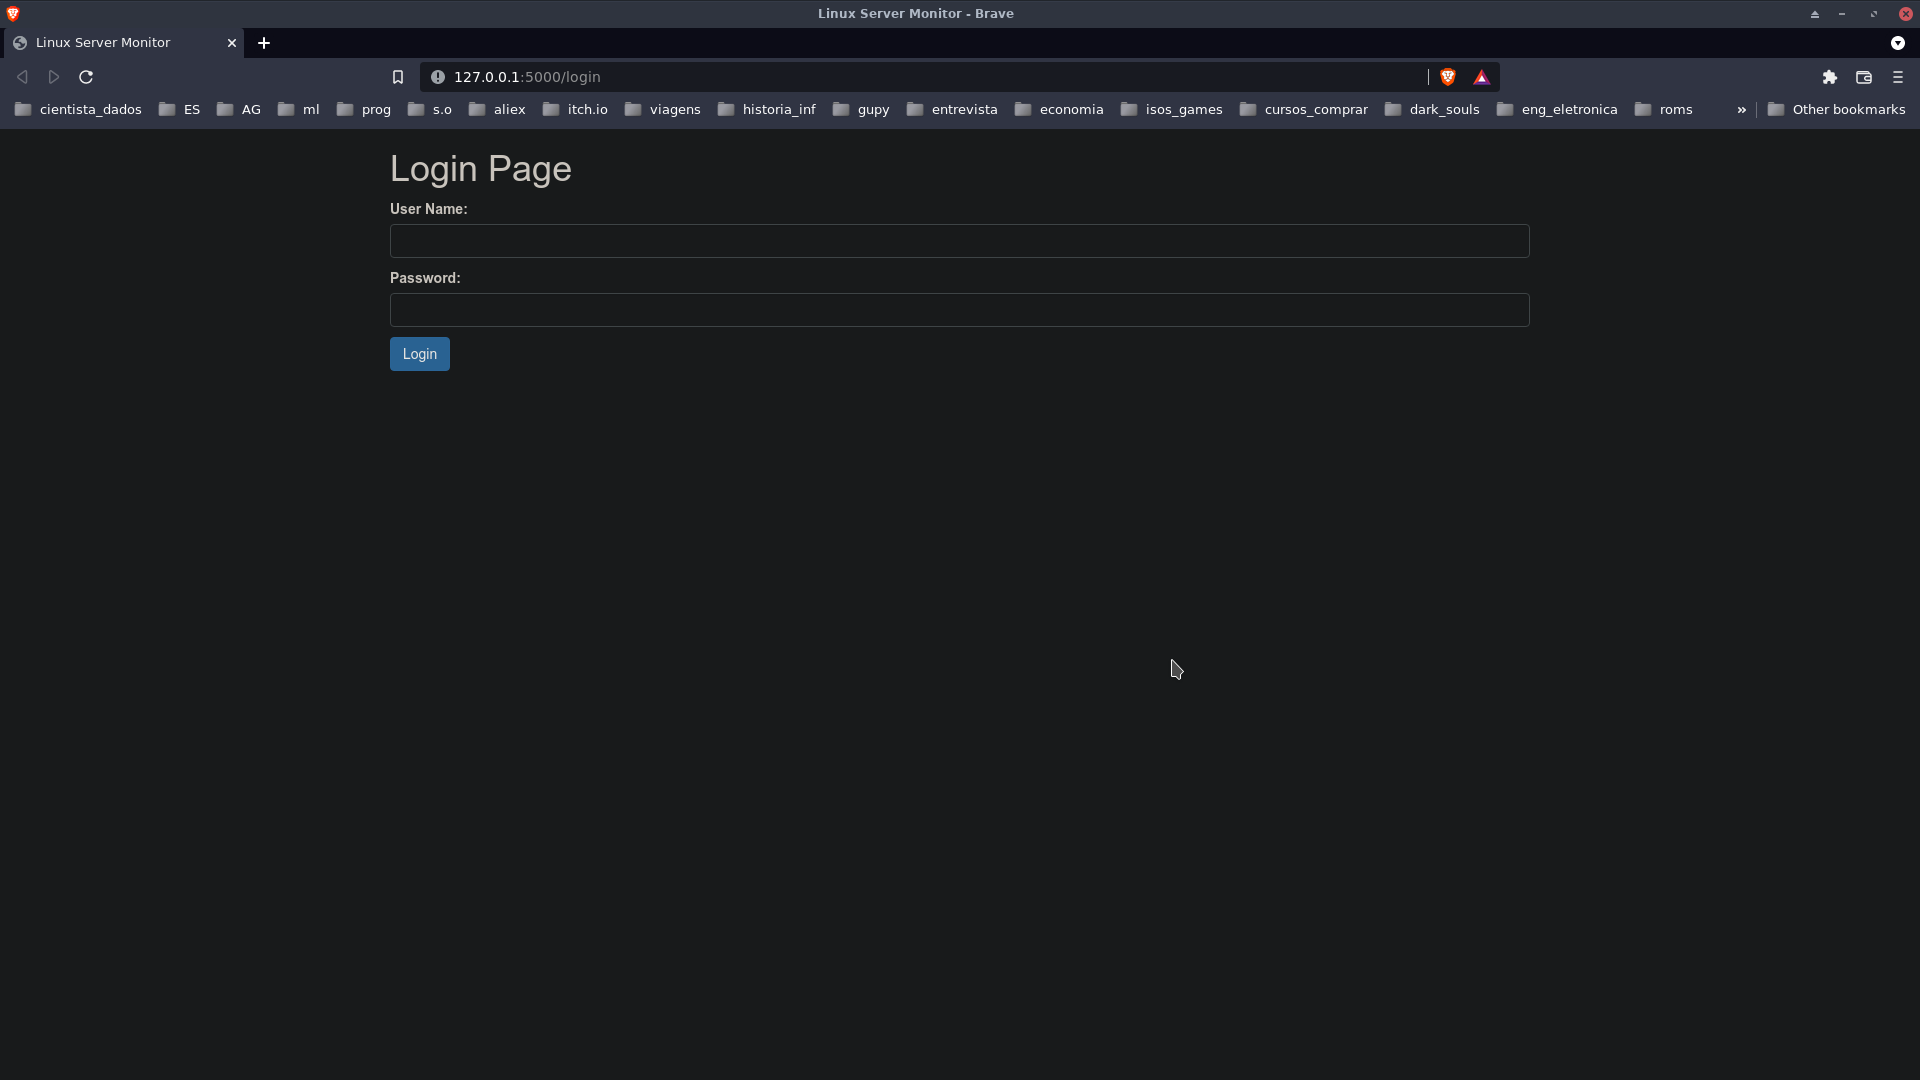 Linux Server Monitor - Brave
Linux Server Monitor
127.0.0.1:5000/login
cientista_dados ES AG ml prog s.o aliex itch.io viagens historia_inf gupy entrevista economia isos_games cursos_comprar dark_souls eng_eletronica roms » Other bookmarks
Login Page
User Name:
Password:
Login